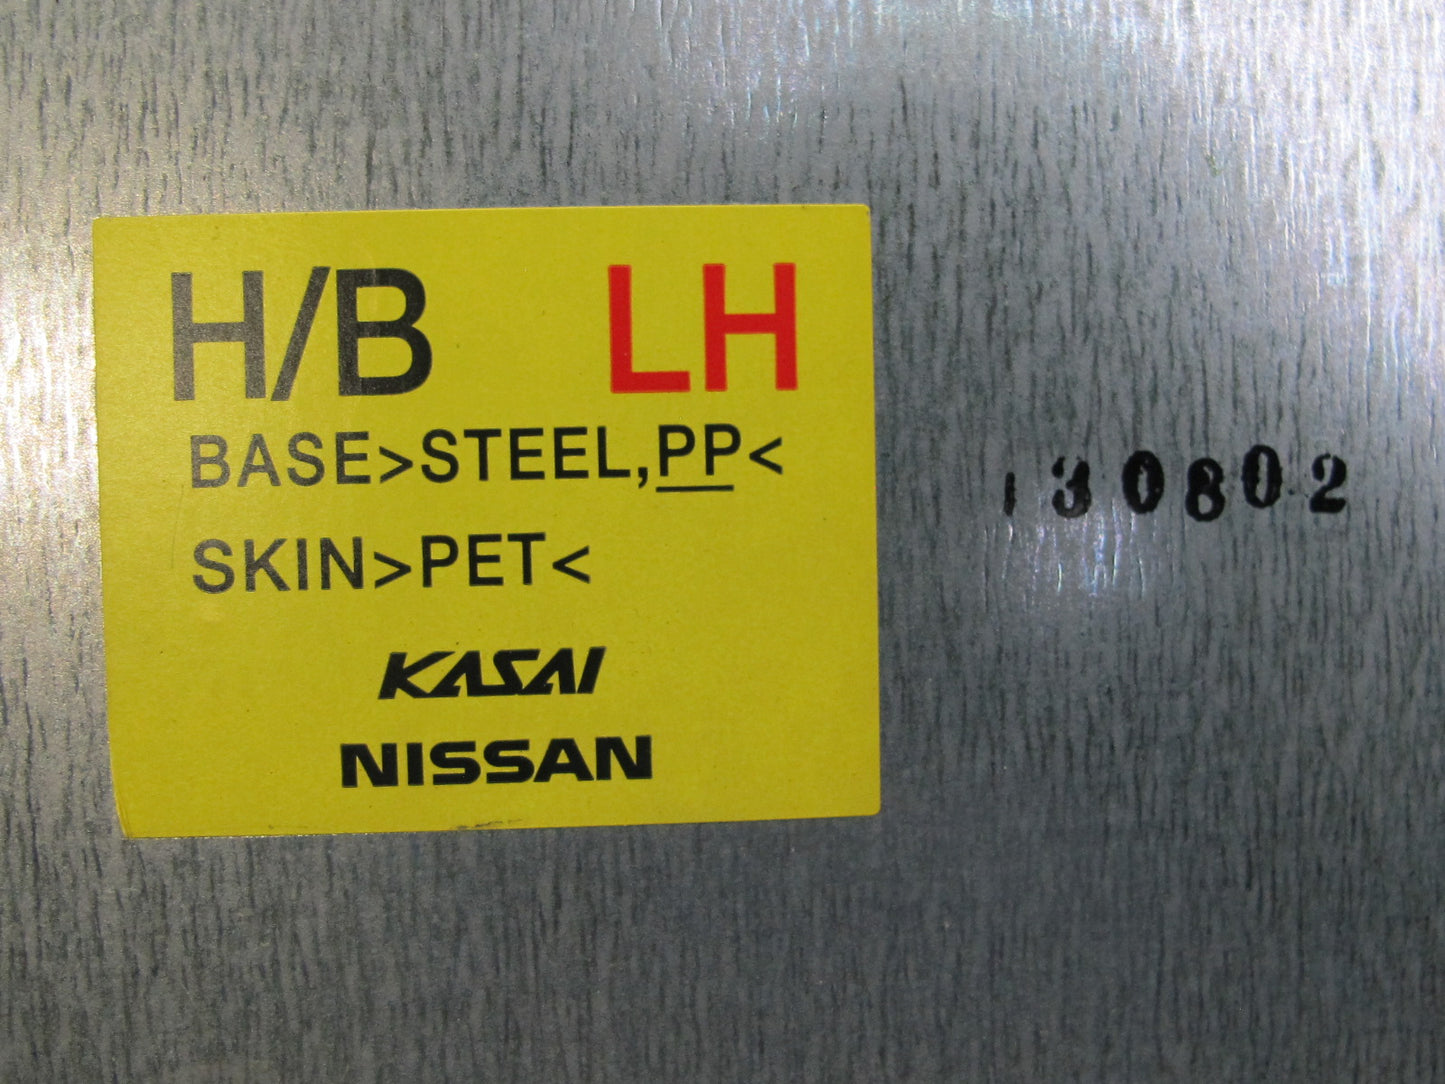 H/B LH
BASE>STEEL,PP<
SKIN>PET<
KASAI
NISSAN
130802